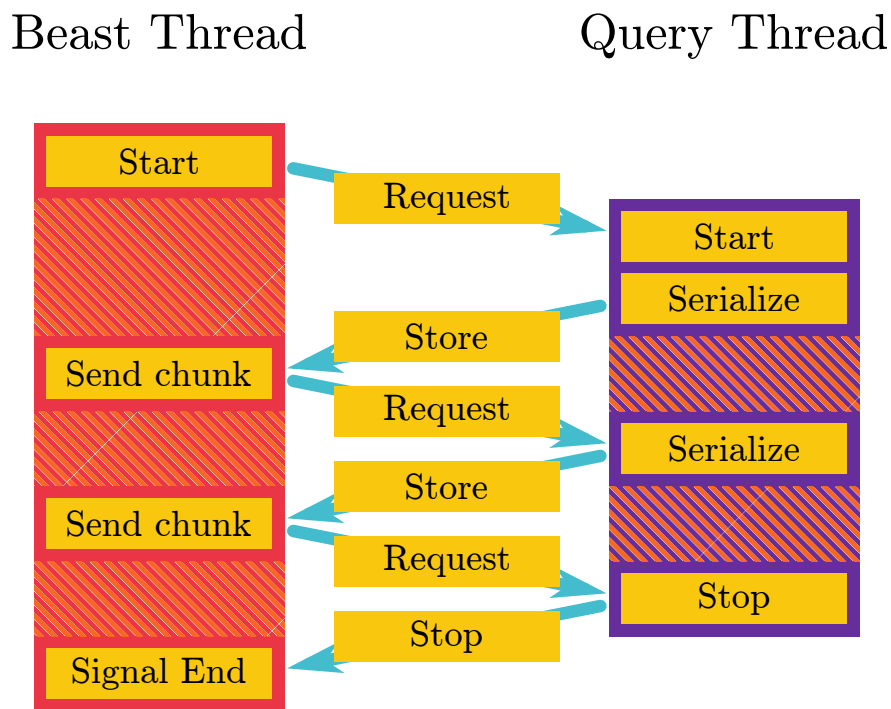 Beast Thread
Query Thread
Start
Request
Start
Serialize
Store
Send chunk
Request
Serialize
Store
Send chunk
Request
Stop
Stop
Signal End